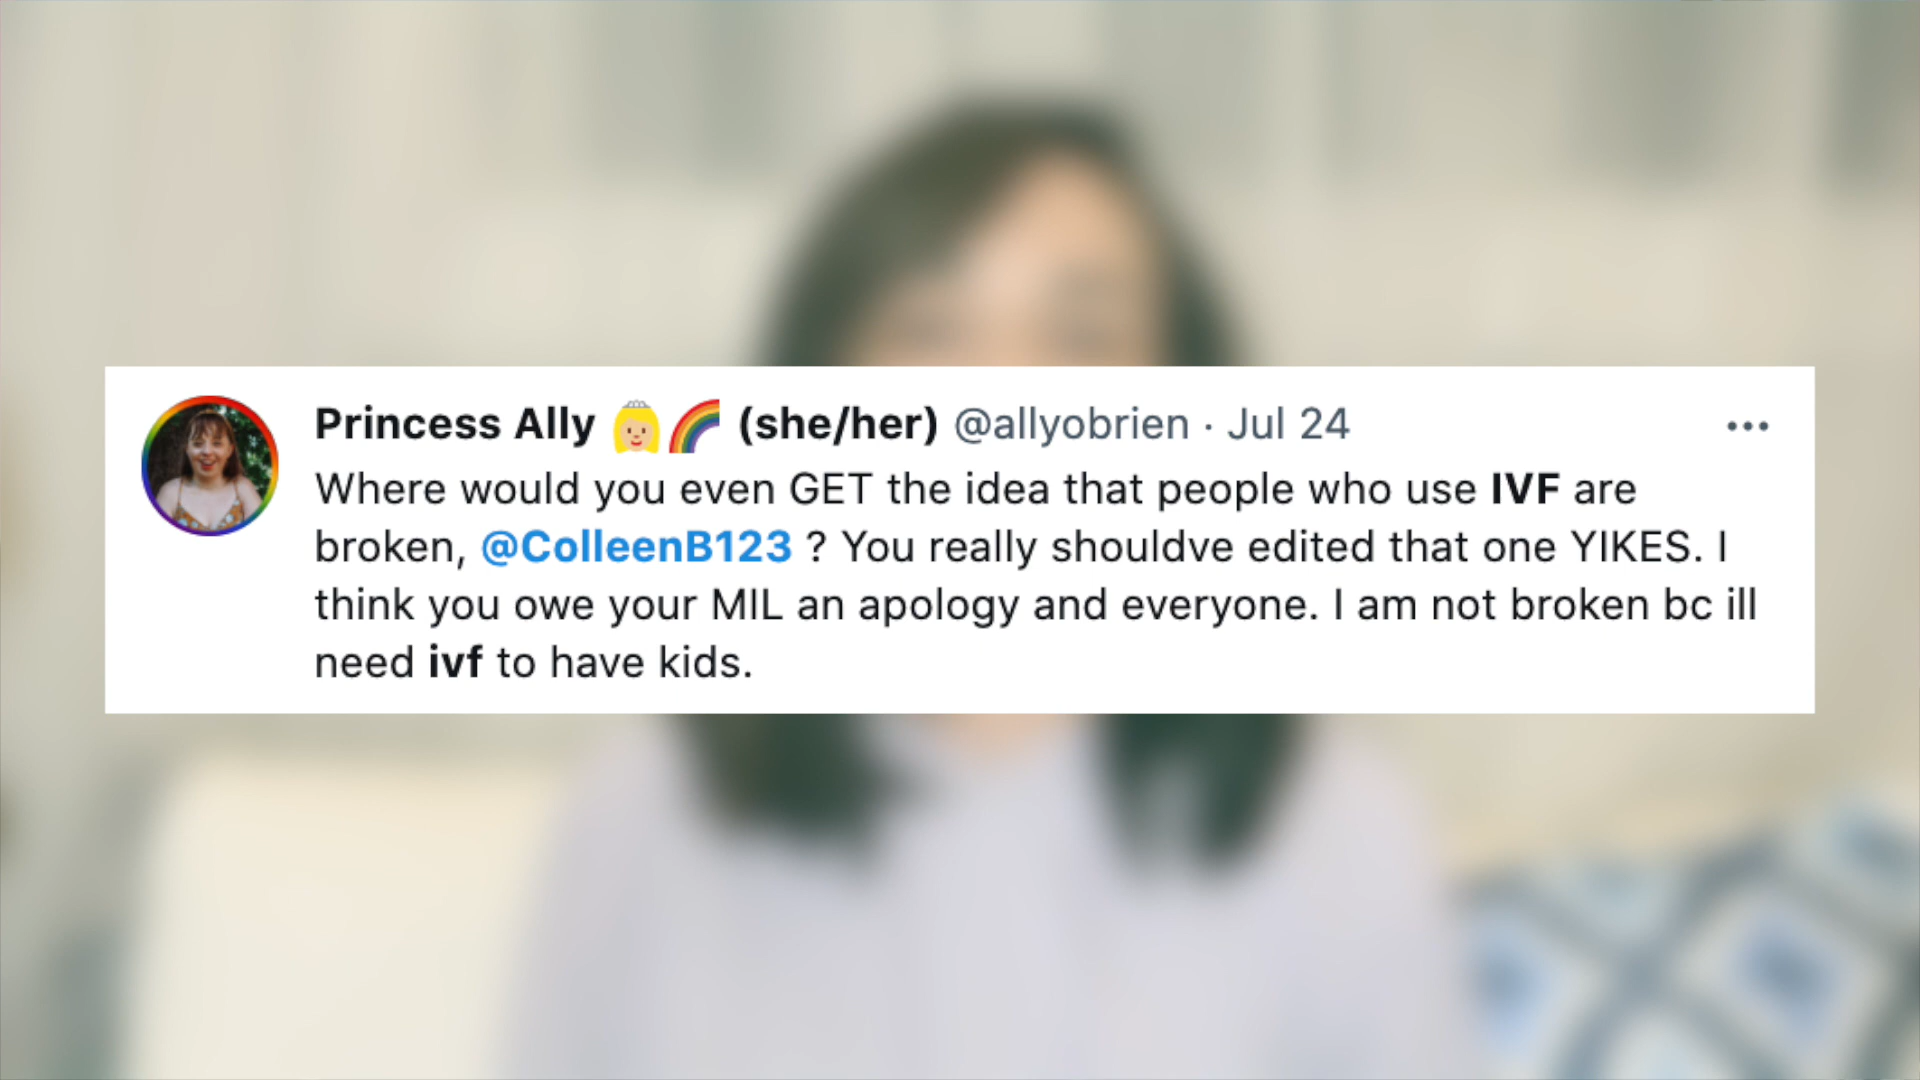 Princess Ally 👸🏼🌈 (she/her) @allyobrien · Jul 24
Where would you even GET the idea that people who use IVF are
broken, @ColleenB123 ? You really shouldve edited that one YIKES. I
think you owe your MIL an apology and everyone. I am not broken bc ill
need ivf to have kids.